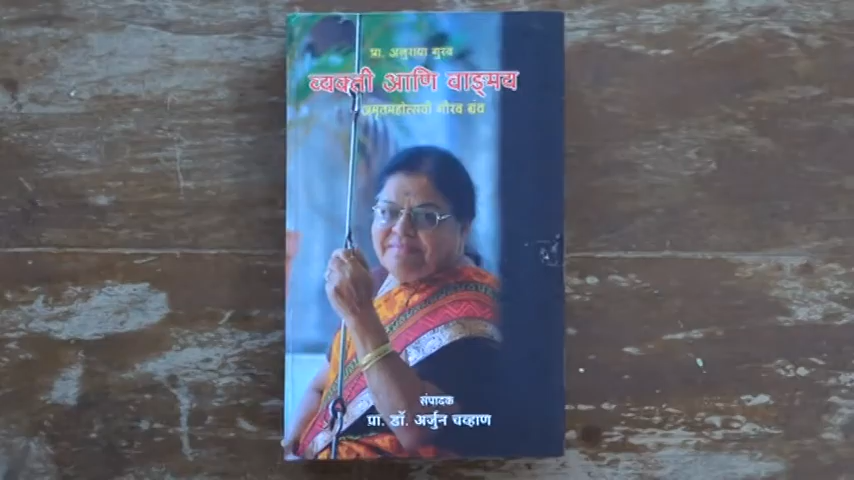 प्रा. अनुराधा गुरव
व्यक्ती आणि वाङ्‌मय
अमृतमहोत्सवी गौरव ग्रंथ
संपादक
प्रा. डॉ. अर्जुन चव्हाण